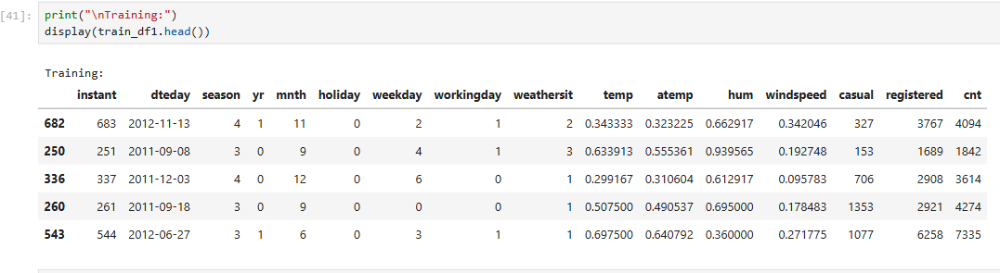 [41]: print("\nTraining:")
display(train_df1.head())
Training:
instant dteday season yr mnth holiday weekday workingday weathersit temp atemp hum windspeed casual registered cnt
682 683 2012-11-13 4 1 11 0 2 1 2 0.343333 0.323225 0.662917 0.342046 327 3767 4094
250 251 2011-09-08 3 0 9 0 4 1 3 0.633913 0.555361 0.939565 0.192748 153 1689 1842
336 337 2011-12-03 4 0 12 0 6 0 1 0.299167 0.310604 0.612917 0.095783 706 2908 3614
260 261 2011-09-18 3 0 9 0 0 0 1 0.507500 0.490537 0.695000 0.178483 1353 2921 4274
543 544 2012-06-27 3 1 6 0 3 1 1 0.697500 0.640792 0.360000 0.271775 1077 6258 7335